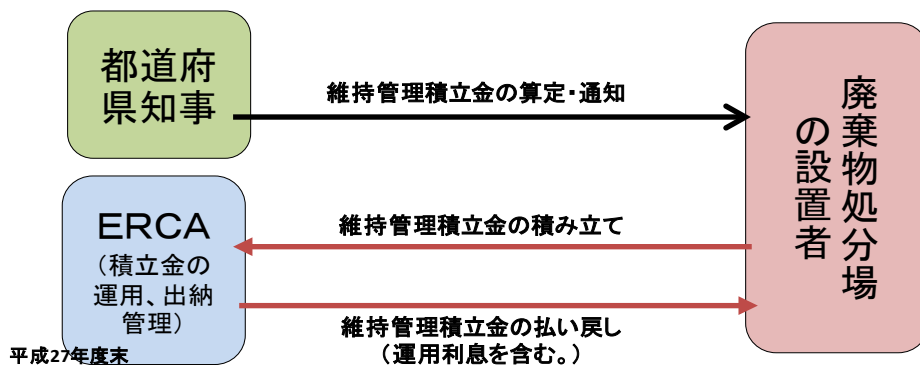 都道府
県知事
維持管理積立金の算定・通知
廃棄物処分場
の設置者
ERCA
（積立金の
運用、出納
管理）
維持管理積立金の積み立て
維持管理積立金の払い戻し
（運用利息を含む。）
平成27年度末